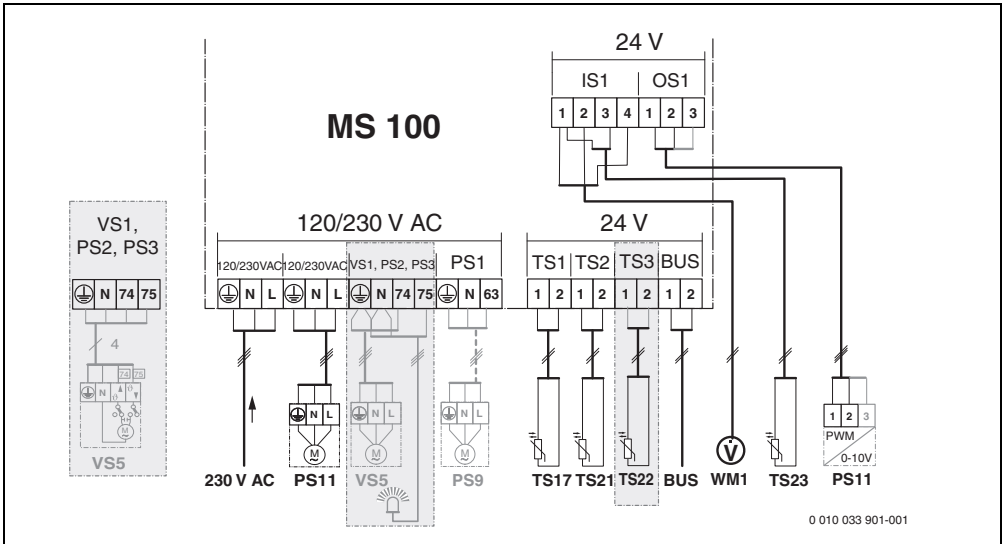 24 V
IS1 OS1
1 2 3 4 1 2 3
MS 100
120/230 V AC
24 V
VS1,
PS2, PS3
120/230VAC 120/230VAC VS1, PS2, PS3 PS1
TS1 TS2 TS3 BUS
N 74 75
N L N L N 74 75 N 63
1 2 1 2 1 2 1 2
4
74 75
N
M
VS5
N L
M
N L
M
N L
M
1 2 3
PWM
0-10V
V
230 V AC PS11 VS5 PS9 TS17 TS21 TS22 BUS WM1 TS23 PS11
0 010 033 901-001